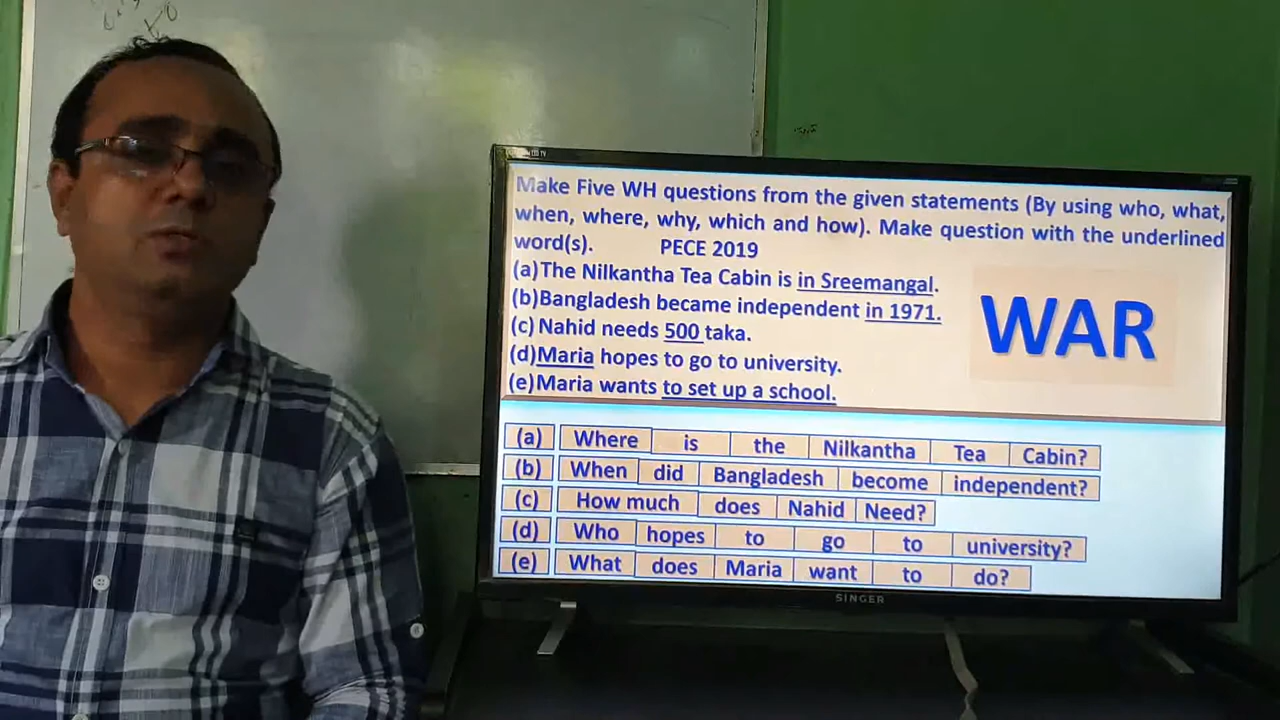 Make Five WH questions from the given statements (By using who, what,
when, where, why, which and how). Make question with the underlined
word(s). PECE 2019
(a)The Nilkantha Tea Cabin is in Sreemangal.
(b)Bangladesh became independent in 1971.
(c) Nahid needs 500 taka.
(d)Maria hopes to go to university.
(e)Maria wants to set up a school.
WAR
(a) Where is the Nilkantha Tea Cabin?
(b) When did Bangladesh become independent?
(c) How much does Nahid Need?
(d) Who hopes to go to university?
(e) What does Maria want to do?
SINGER